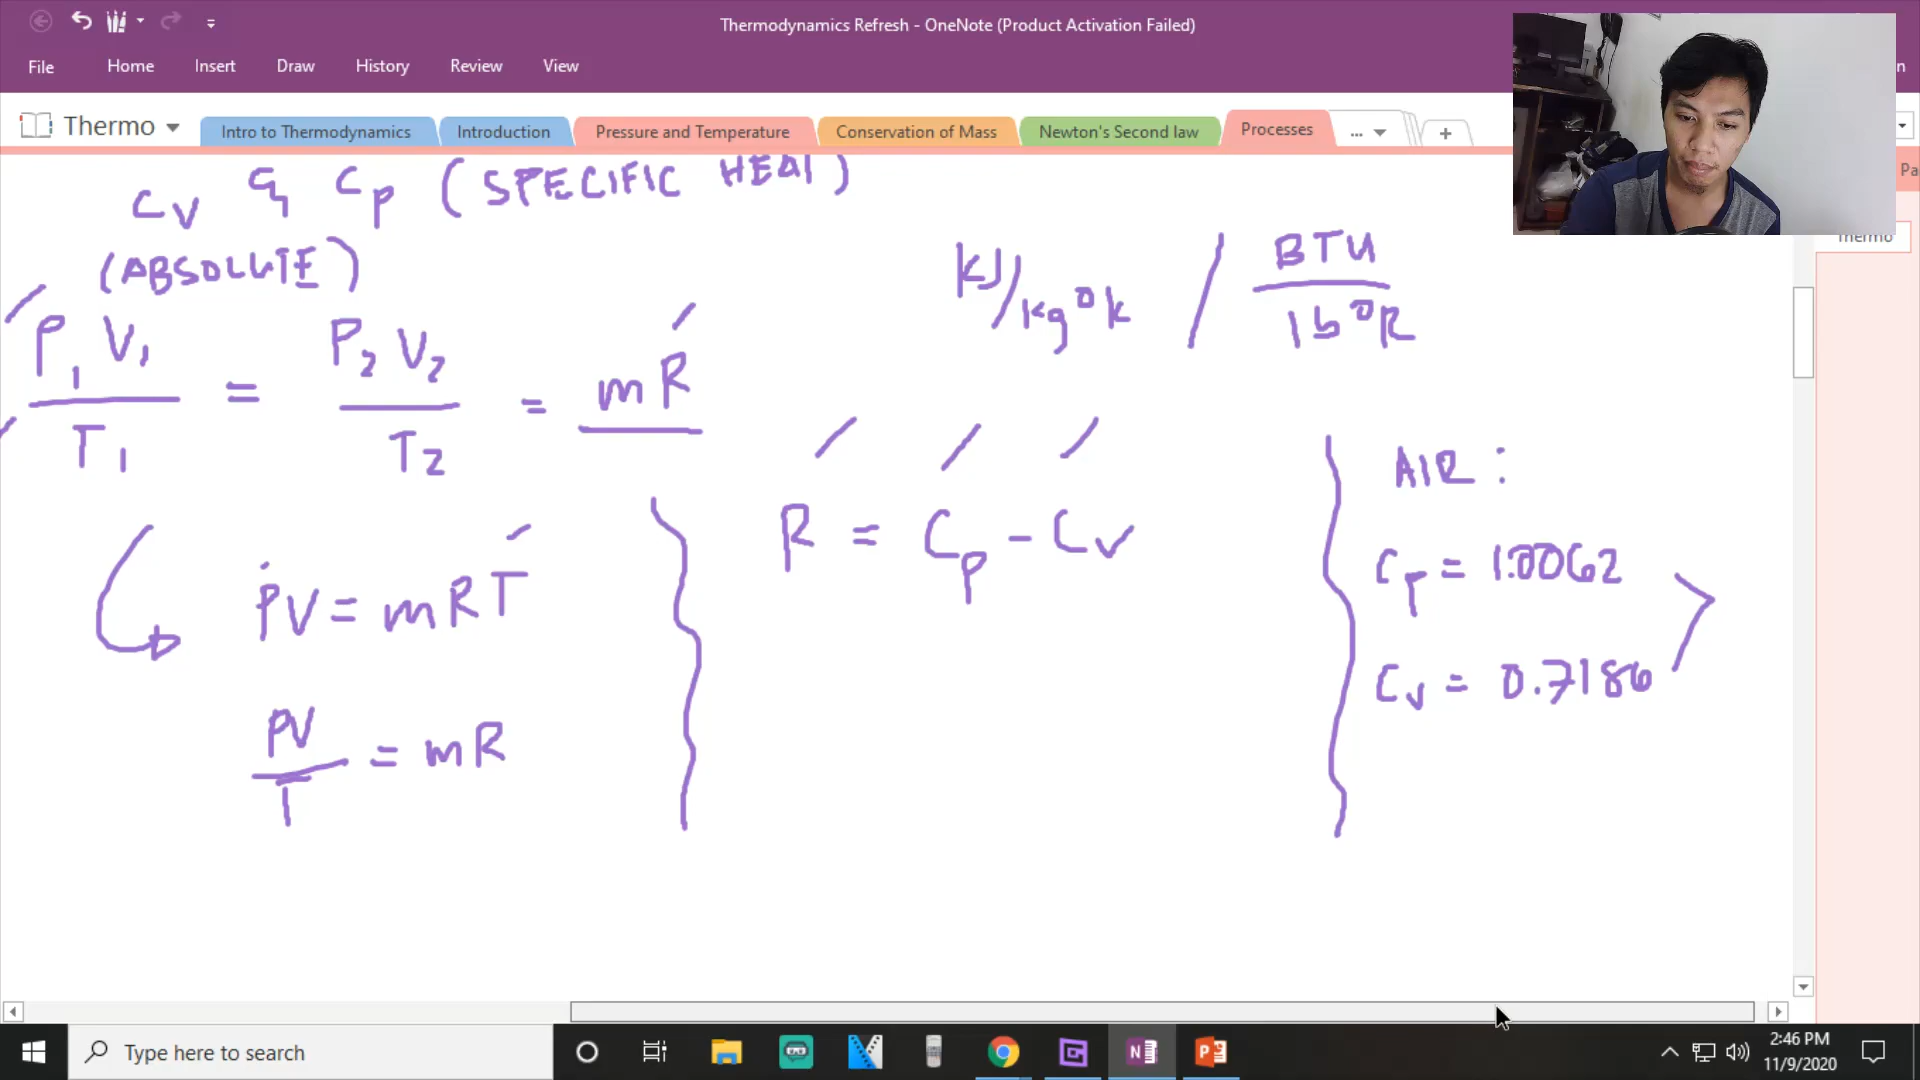 Thermodynamics Refresh - OneNote (Product Activation Failed)
File Home Insert Draw History Review View
Thermo
Intro to Thermodynamics Introduction Pressure and Temperature Conservation of Mass Newton's Second law Processes ... +
Thermo
Cv & Cp (SPECIFIC HEAT)
(ABSOLUTE)
kJ/kg°k / BTU/lb°R
P₁V₁/T₁ = P₂V₂/T₂ = mR
AIR :
R = Cp - Cv
Cp = 1.0062
PV = mRT
Cv = 0.7186
PV/T = mR
Type here to search
2:46 PM
11/9/2020